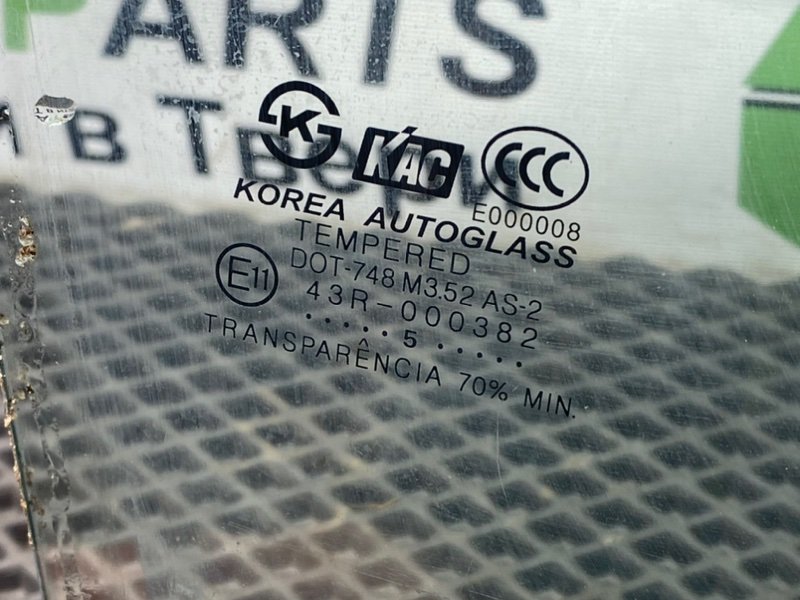 PARTS
в Твери
K
KAC
CCC
E000008
KOREA AUTOGLASS
TEMPERED
DOT-748 M3.52 AS-2
E11
43R-000382
.....5.....
TRANSPARÊNCIA 70% MIN.